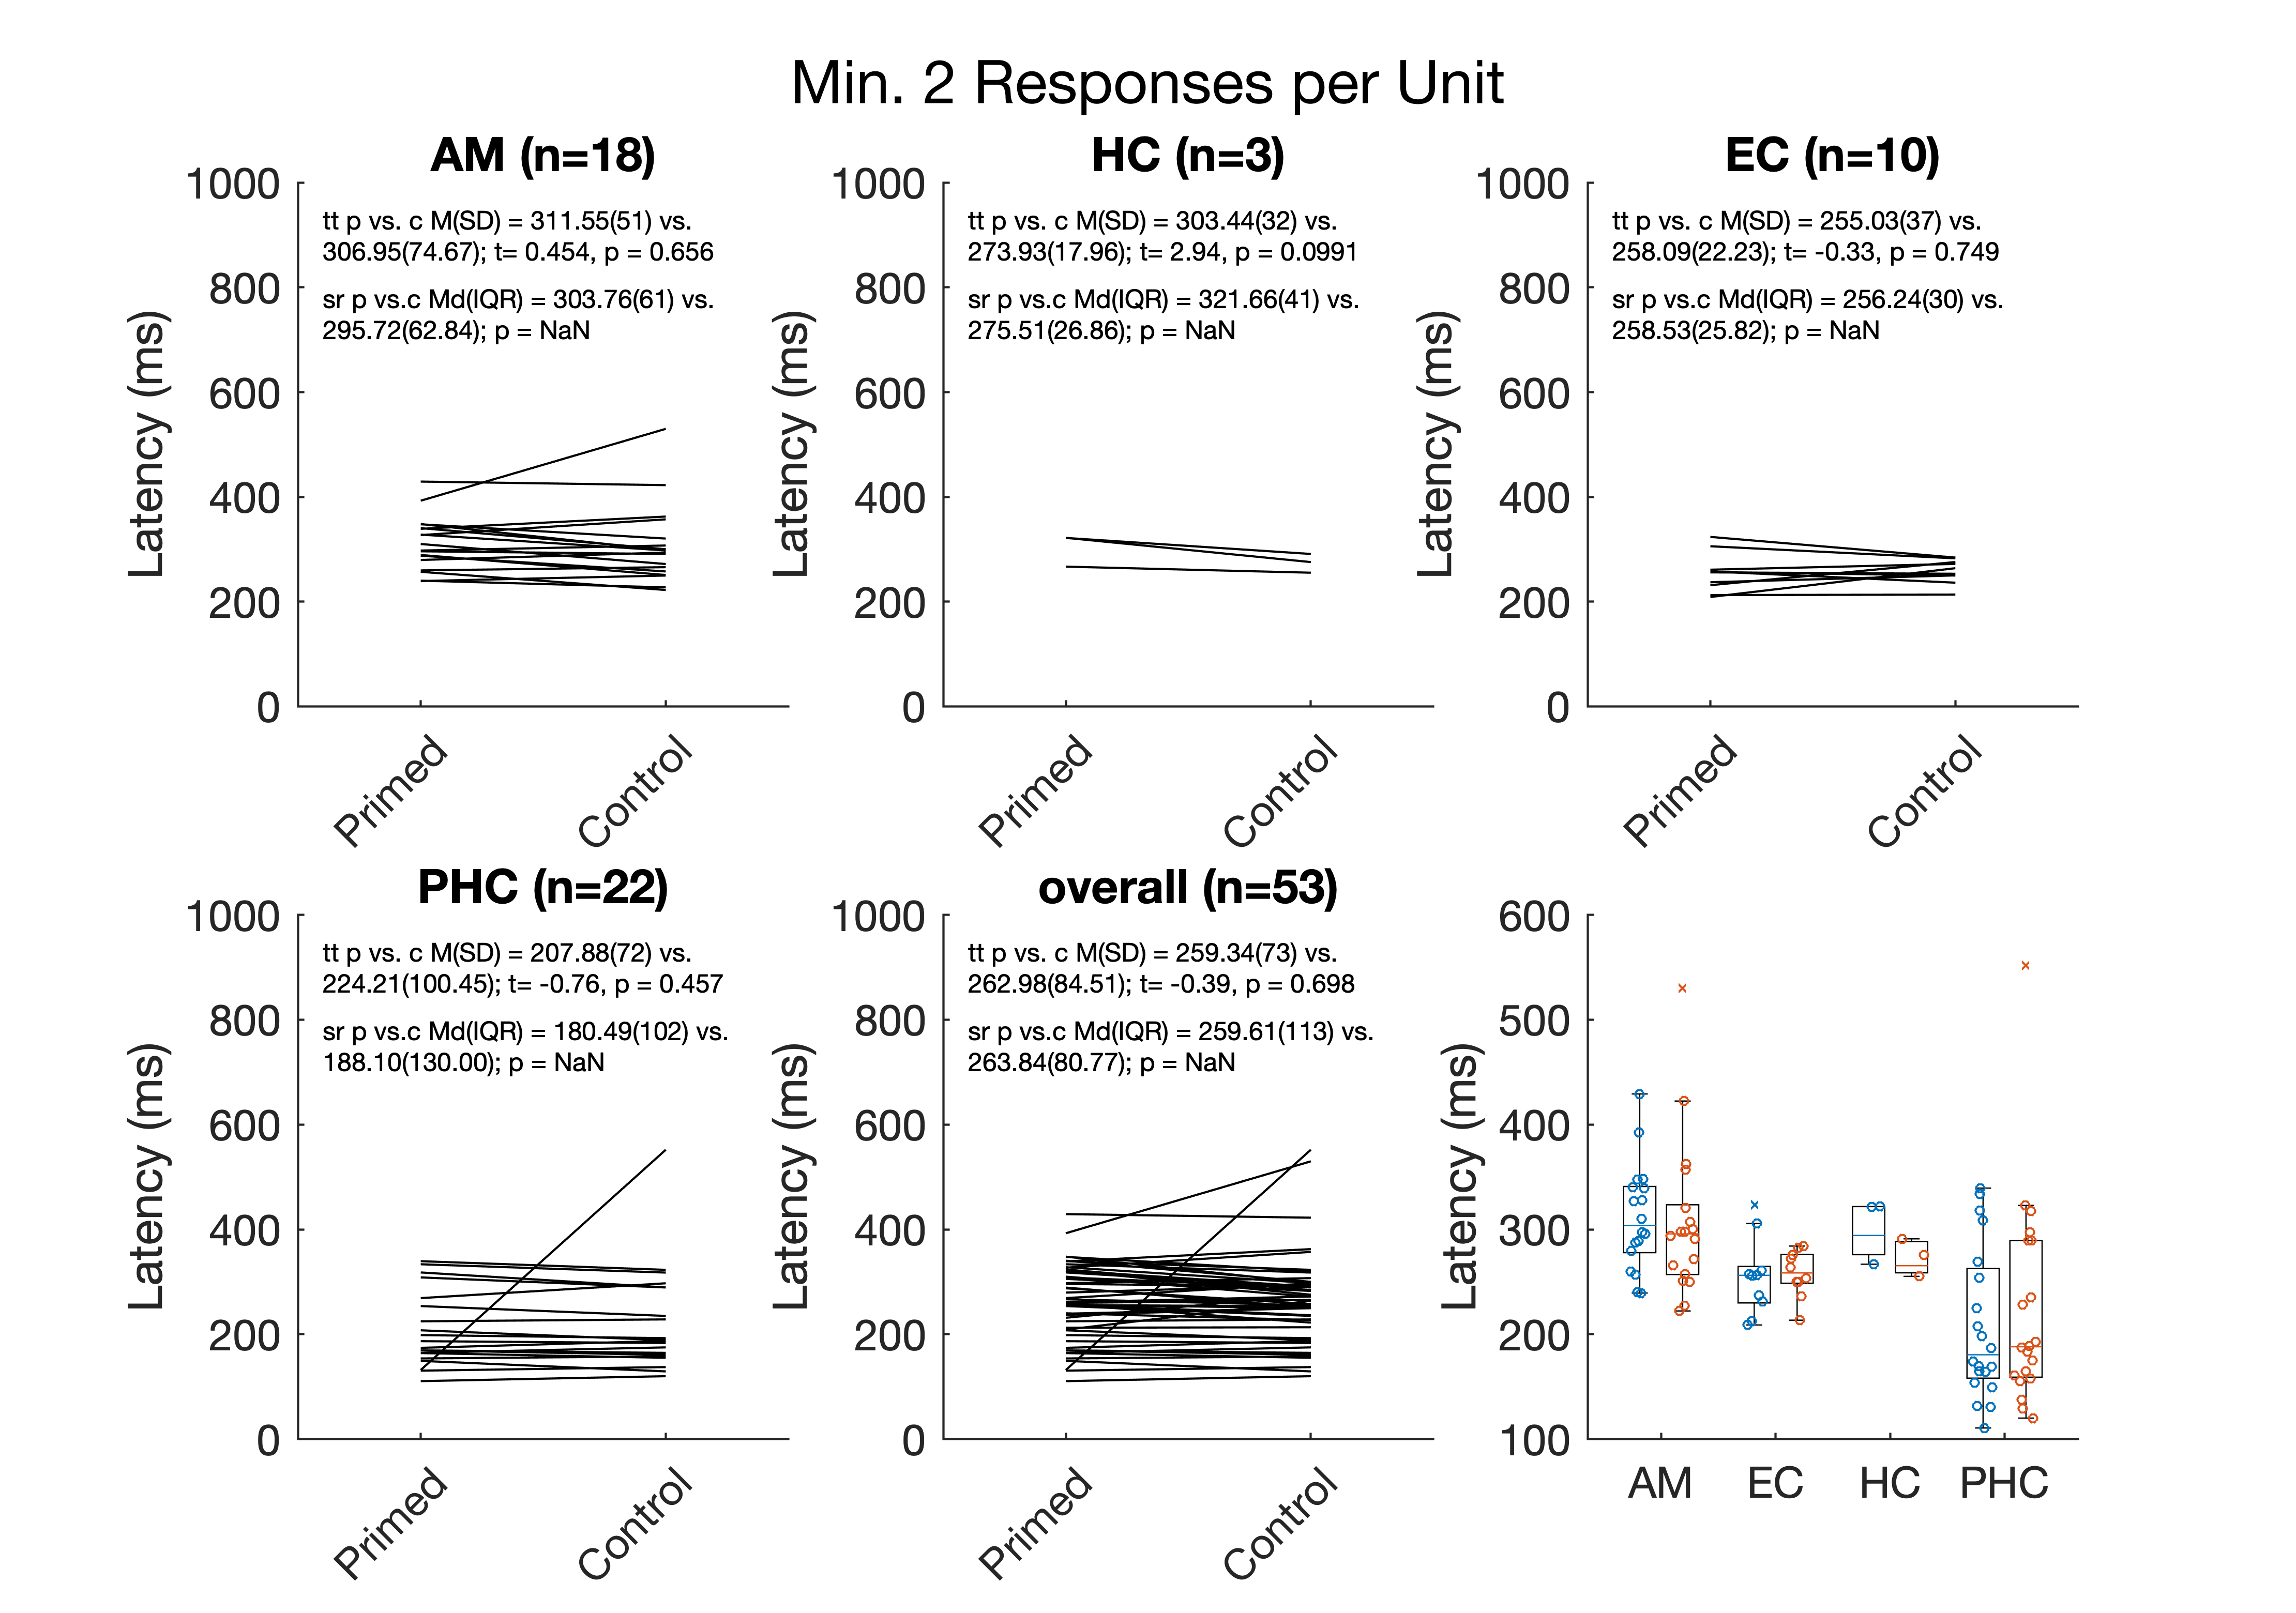 Min. 2 Responses per Unit
AM (n=18)
1000
800
600
400
200
0
Latency (ms)
tt p vs. c M(SD) = 311.55(51) vs.
306.95(74.67); t= 0.454, p = 0.656
sr p vs.c Md(IQR) = 303.76(61) vs.
295.72(62.84); p = NaN
Primed
Control
HC (n=3)
1000
800
600
400
200
0
Latency (ms)
tt p vs. c M(SD) = 303.44(32) vs.
273.93(17.96); t= 2.94, p = 0.0991
sr p vs.c Md(IQR) = 321.66(41) vs.
275.51(26.86); p = NaN
Primed
Control
EC (n=10)
1000
800
600
400
200
0
Latency (ms)
tt p vs. c M(SD) = 255.03(37) vs.
258.09(22.23); t= -0.33, p = 0.749
sr p vs.c Md(IQR) = 256.24(30) vs.
258.53(25.82); p = NaN
Primed
Control
PHC (n=22)
1000
800
600
400
200
0
Latency (ms)
tt p vs. c M(SD) = 207.88(72) vs.
224.21(100.45); t= -0.76, p = 0.457
sr p vs.c Md(IQR) = 180.49(102) vs.
188.10(130.00); p = NaN
Primed
Control
overall (n=53)
1000
800
600
400
200
0
Latency (ms)
tt p vs. c M(SD) = 259.34(73) vs.
262.98(84.51); t= -0.39, p = 0.698
sr p vs.c Md(IQR) = 259.61(113) vs.
263.84(80.77); p = NaN
Primed
Control
600
500
400
300
200
100
Latency (ms)
AM EC HC PHC